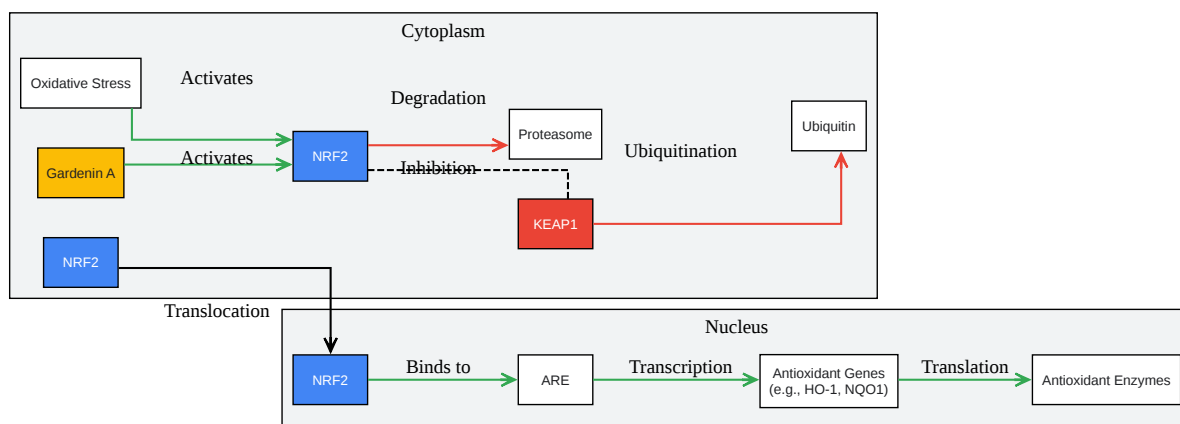 Cytoplasm
Oxidative Stress
Activates
Degradation
Proteasome
Ubiquitin
NRF2
Ubiquitination
Gardenin A
Activates
Inhibition
KEAP1
NRF2
Translocation
Nucleus
NRF2
Binds to
ARE
Transcription
Antioxidant Genes
(e.g., HO-1, NQO1)
Translation
Antioxidant Enzymes